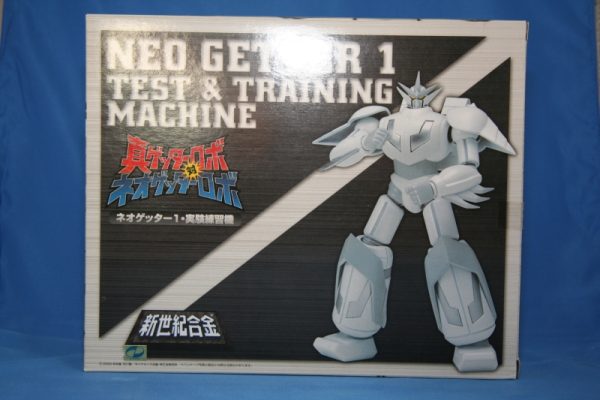 NEO GETTER 1
TEST & TRAINING
MACHINE
真ゲッターロボ
対
ネオゲッターロボ
ネオゲッター1・実験練習機
新世紀合金